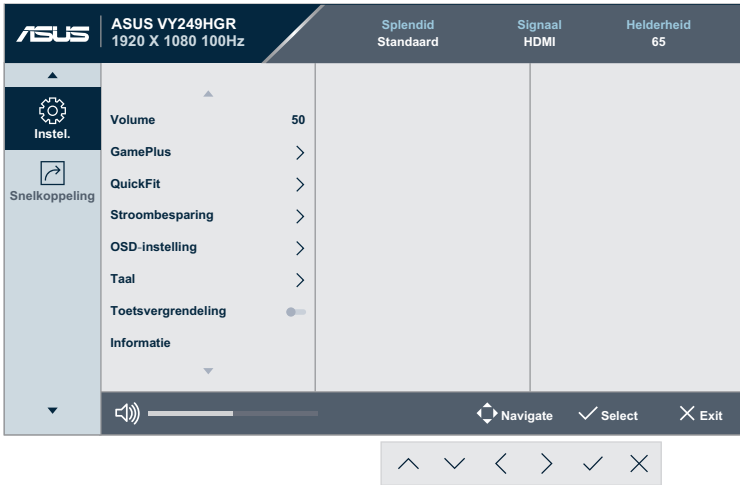 ASUS
ASUS VY249HGR
1920 X 1080 100Hz
Splendid
Standaard
Signaal
HDMI
Helderheid
65
Instel.
Snelkoppeling
Volume 50
GamePlus
QuickFit
Stroombesparing
OSD-instelling
Taal
Toetsvergrendeling
Informatie
Navigate Select Exit